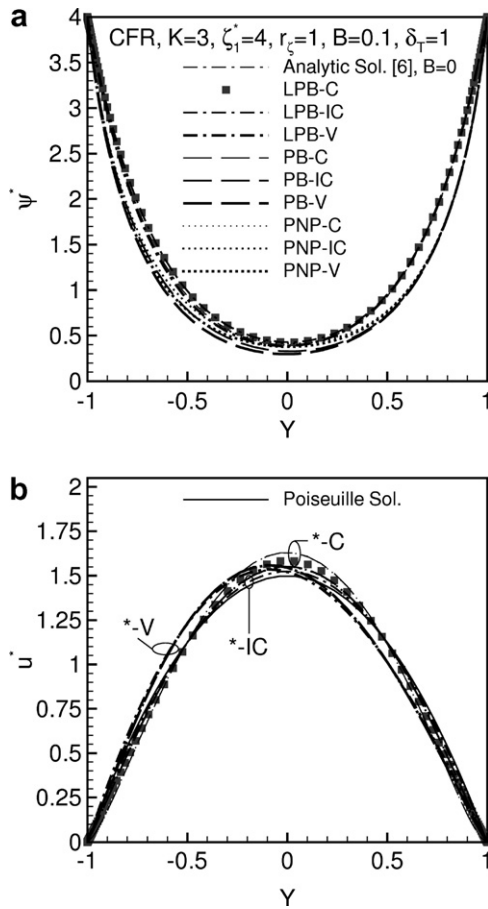 a
CFR, K=3, ζ₁*=4, r_ζ=1, B=0.1, δ_T=1
Analytic Sol. [6], B=0
LPB-C
LPB-IC
LPB-V
PB-C
PB-IC
PB-V
PNP-C
PNP-IC
PNP-V
4
3.5
3
2.5
2
1.5
1
0.5
0
ψ*
-1 -0.5 0 0.5 1
Y
b
Poiseuille Sol.
*-C
*-V
*-IC
2
1.75
1.5
1.25
1
0.75
0.5
0.25
0
u*
-1 -0.5 0 0.5 1
Y